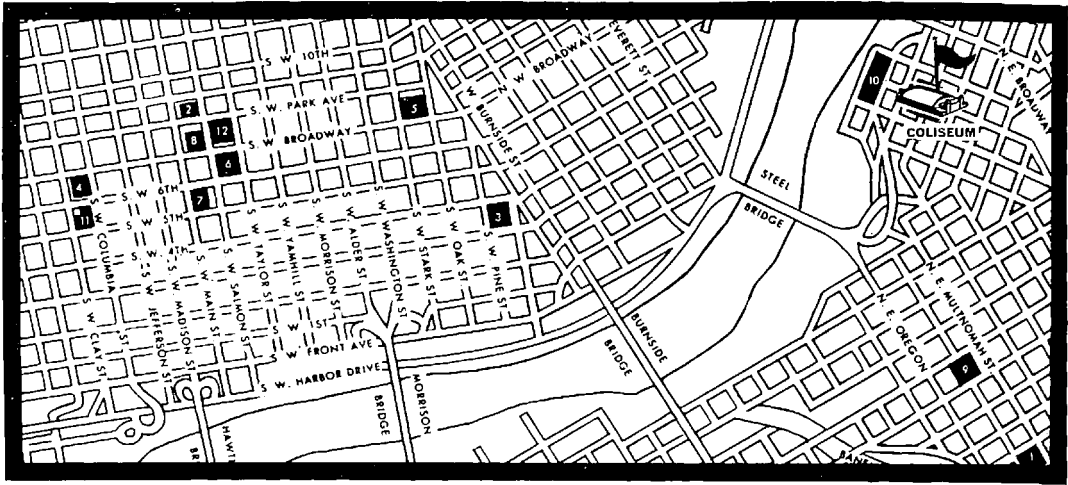 S. W. 10TH
S. W. PARK AVE
S. W. BROADWAY
N. W. BROADWAY
EVERETT ST
W. BURNSIDE ST.
N. E. BROADWAY
COLISEUM
10
2
12
5
8
6
4
7
11
3
S. W. 6TH
S. W. 5TH
S. W. 4TH
STEEL
BRIDGE
S. W. COLUMBIA
S. W. CLAY ST
S. W. JEFFERSON ST
S. W. MADISON ST
S. W. MAIN ST
S. W. SALMON ST
S. W. TAYLOR ST
S. W. YAMHILL ST
S. W. MORRISON ST
S. W. ALDER ST
S. W. WASHINGTON ST
S. W. STARK ST
S. W. OAK ST
S. W. PINE ST
S. W. 1ST
S. W. FRONT AVE
S. W. HARBOR DRIVE
MORRISON
BRIDGE
BURNSIDE
BRIDGE
N. E. MULTNOMAH ST
N. E. OREGON
9
ST
1